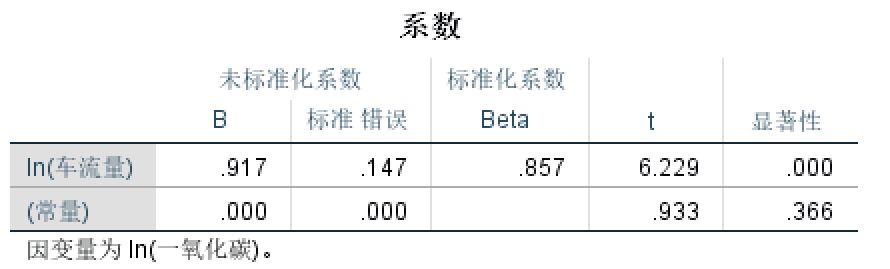 系数
未标准化系数 标准化系数
B 标准 错误 Beta t 显著性
ln(车流量) .917 .147 .857 6.229 .000
(常量) .000 .000 .933 .366
因变量为 ln(一氧化碳)。